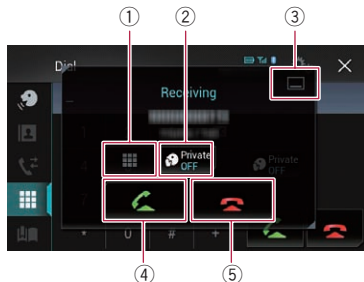 ① ② ③
Dial
Receiving
Private
OFF
Private
OFF
* 0 # +
④ ⑤